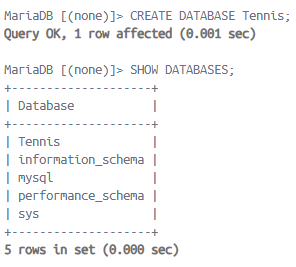 MariaDB [(none)]> CREATE DATABASE Tennis;
Query OK, 1 row affected (0.001 sec)

MariaDB [(none)]> SHOW DATABASES;
+--------------------+
| Database           |
+--------------------+
| Tennis             |
| information_schema |
| mysql              |
| performance_schema |
| sys                |
+--------------------+
5 rows in set (0.000 sec)